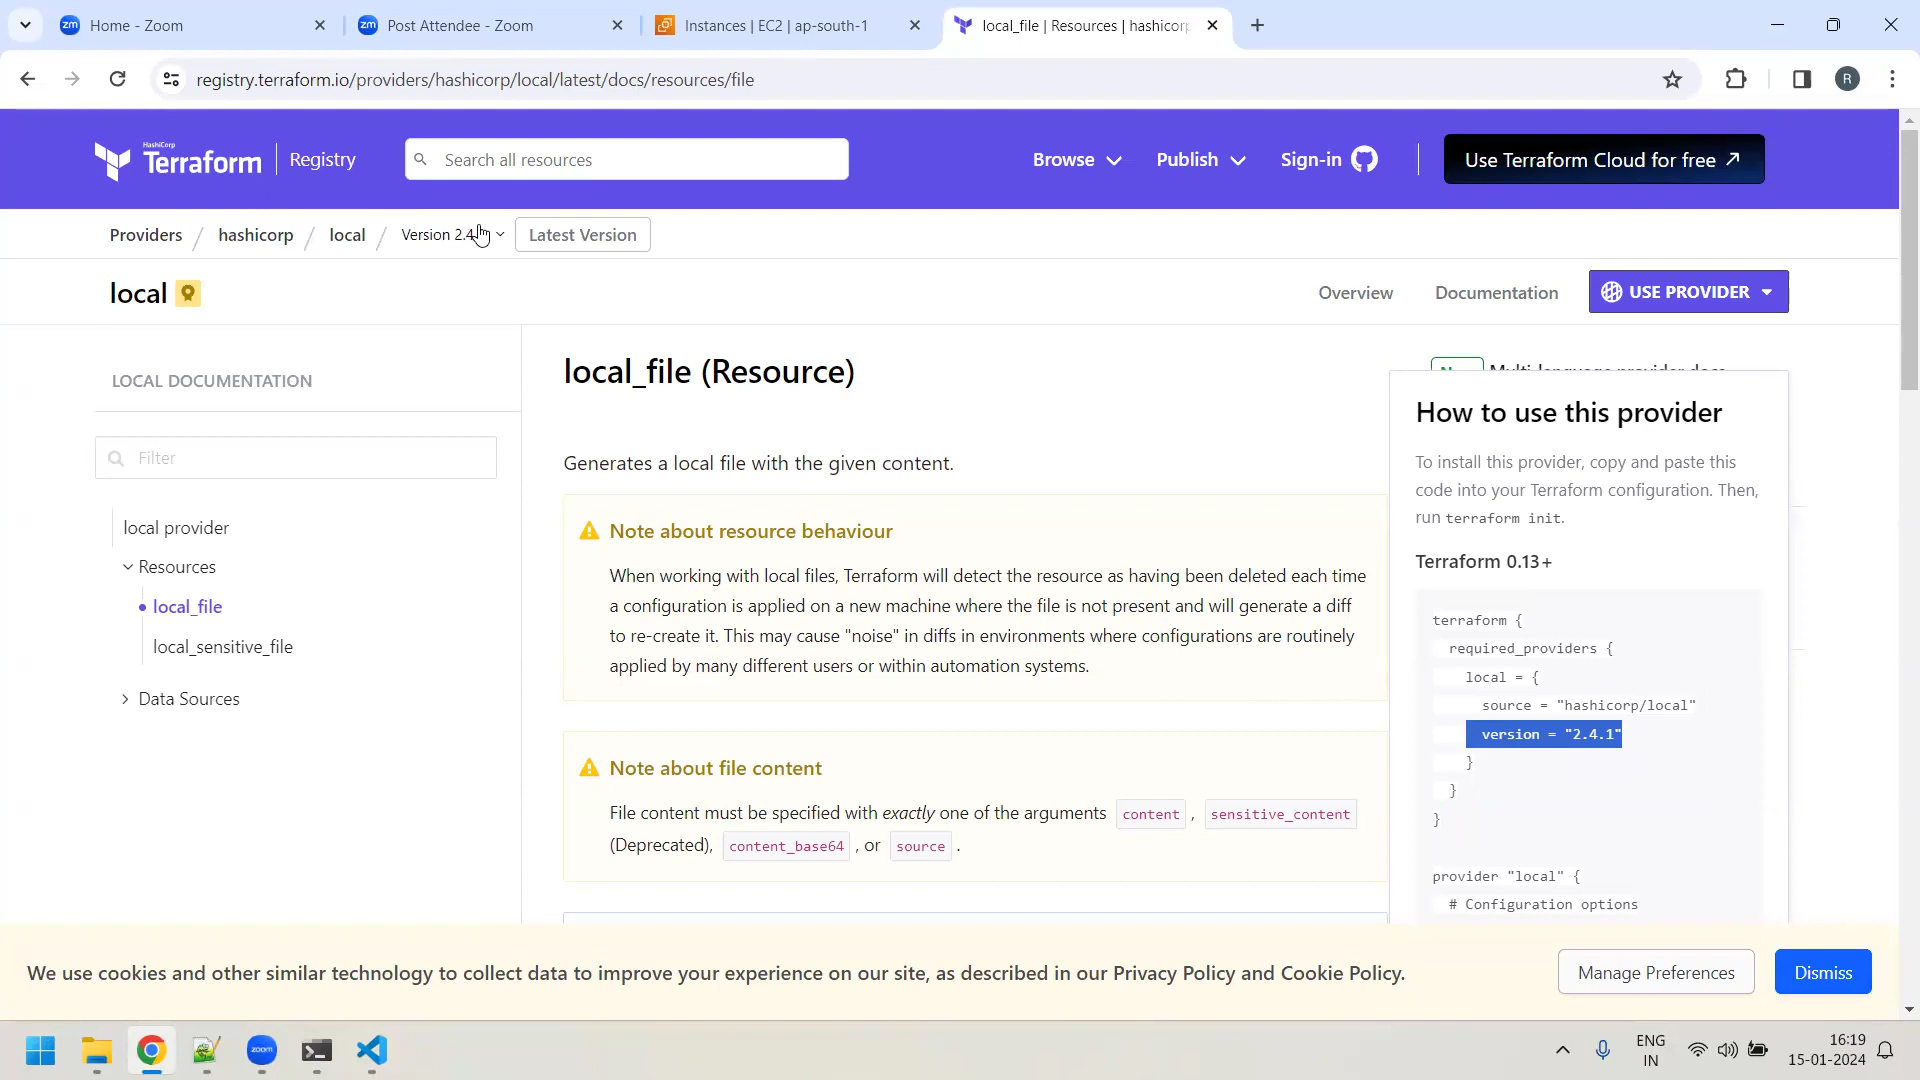 Home - Zoom
Post Attendee - Zoom
Instances | EC2 | ap-south-1
local_file | Resources | hashicorp
registry.terraform.io/providers/hashicorp/local/latest/docs/resources/file
R
HashiCorp
Terraform
Registry
Search all resources
Browse
Publish
Sign-in
Use Terraform Cloud for free
Providers / hashicorp / local / Version 2.4
Latest Version
local
Overview
Documentation
USE PROVIDER
LOCAL DOCUMENTATION
Filter
local provider
Resources
local_file
local_sensitive_file
Data Sources
local_file (Resource)
Generates a local file with the given content.
Note about resource behaviour
When working with local files, Terraform will detect the resource as having been deleted each time
a configuration is applied on a new machine where the file is not present and will generate a diff
to re-create it. This may cause "noise" in diffs in environments where configurations are routinely
applied by many different users or within automation systems.
Note about file content
File content must be specified with exactly one of the arguments content , sensitive_content
(Deprecated), content_base64 , or source .
Multi-language provider docs
How to use this provider
To install this provider, copy and paste this
code into your Terraform configuration. Then,
run terraform init.
Terraform 0.13+
terraform {
required_providers {
local = {
source = "hashicorp/local"
version = "2.4.1"
}
}
}
provider "local" {
# Configuration options
We use cookies and other similar technology to collect data to improve your experience on our site, as described in our Privacy Policy and Cookie Policy.
Manage Preferences
Dismiss
zoom
ENG
IN
16:19
15-01-2024